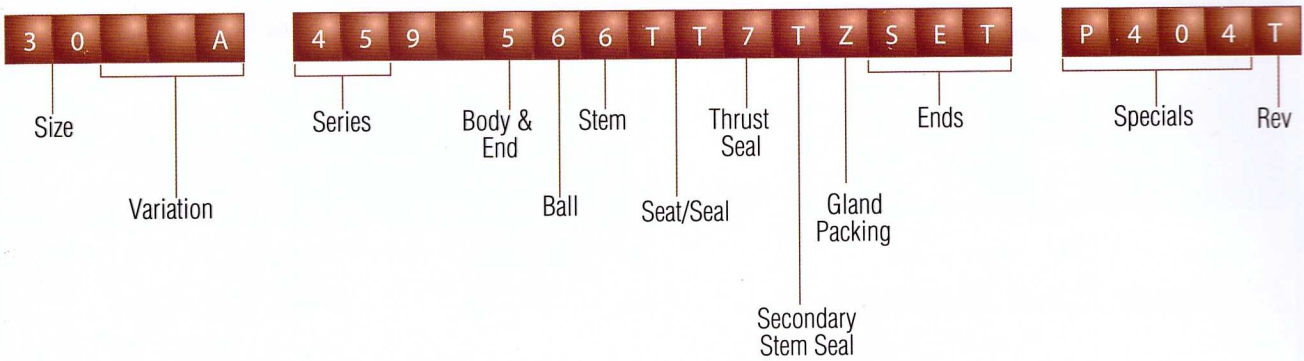 3 0 A 4 5 9 5 6 6 T T 7 T Z S E T P 4 0 4 T
Size Series Body & Stem Thrust Ends Specials Rev
End Seal
Variation Ball Seat/Seal Gland
Packing
Secondary
Stem Seal